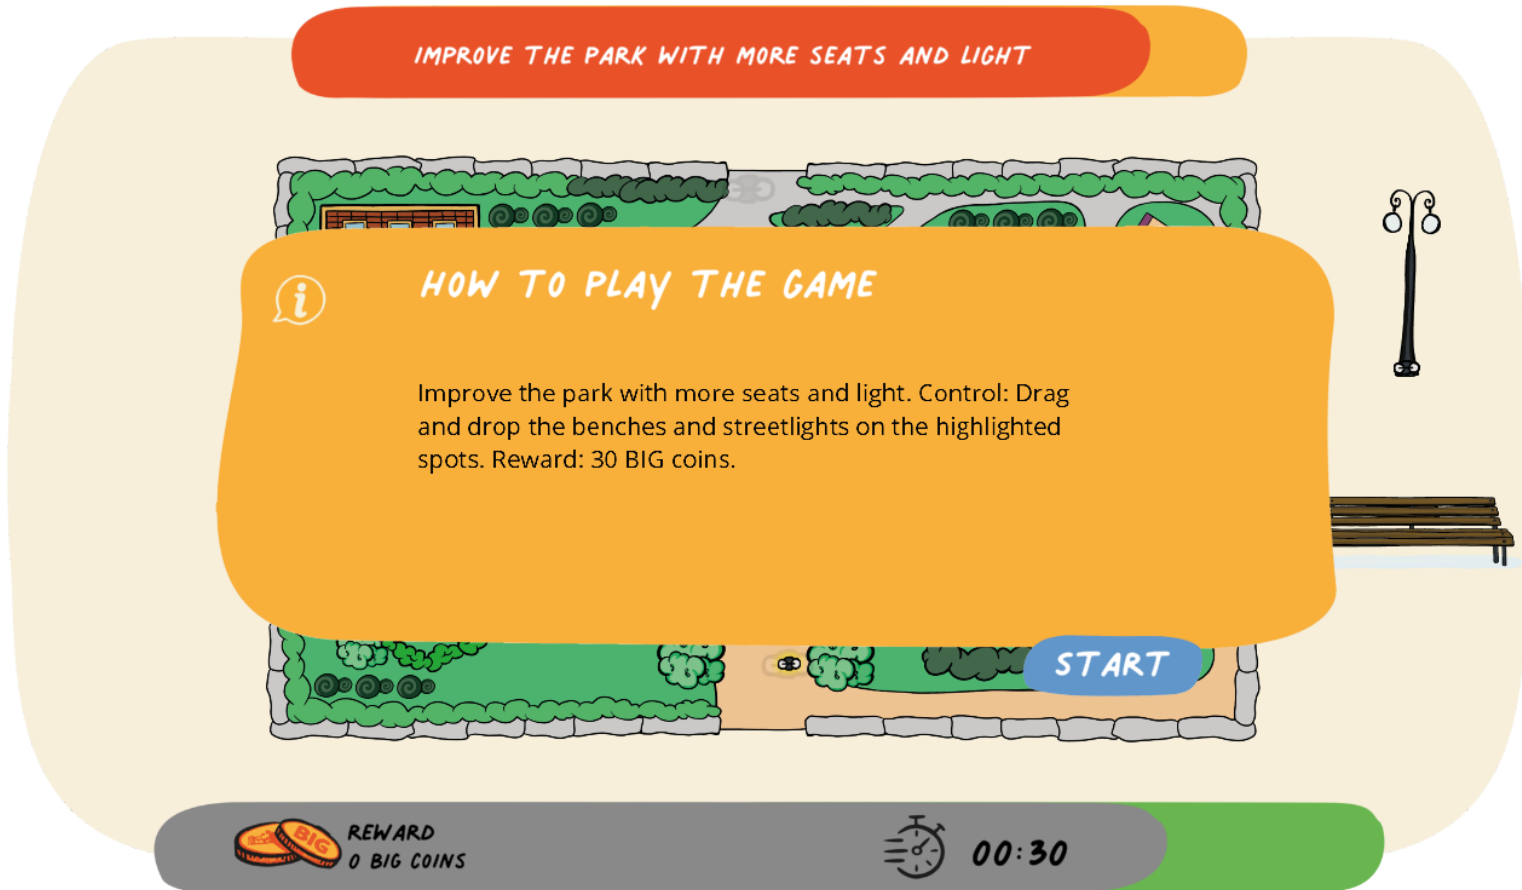 IMPROVE THE PARK WITH MORE SEATS AND LIGHT
HOW TO PLAY THE GAME
Improve the park with more seats and light. Control: Drag
and drop the benches and streetlights on the highlighted
spots. Reward: 30 BIG coins.
START
BIG
REWARD
0 BIG COINS
00:30